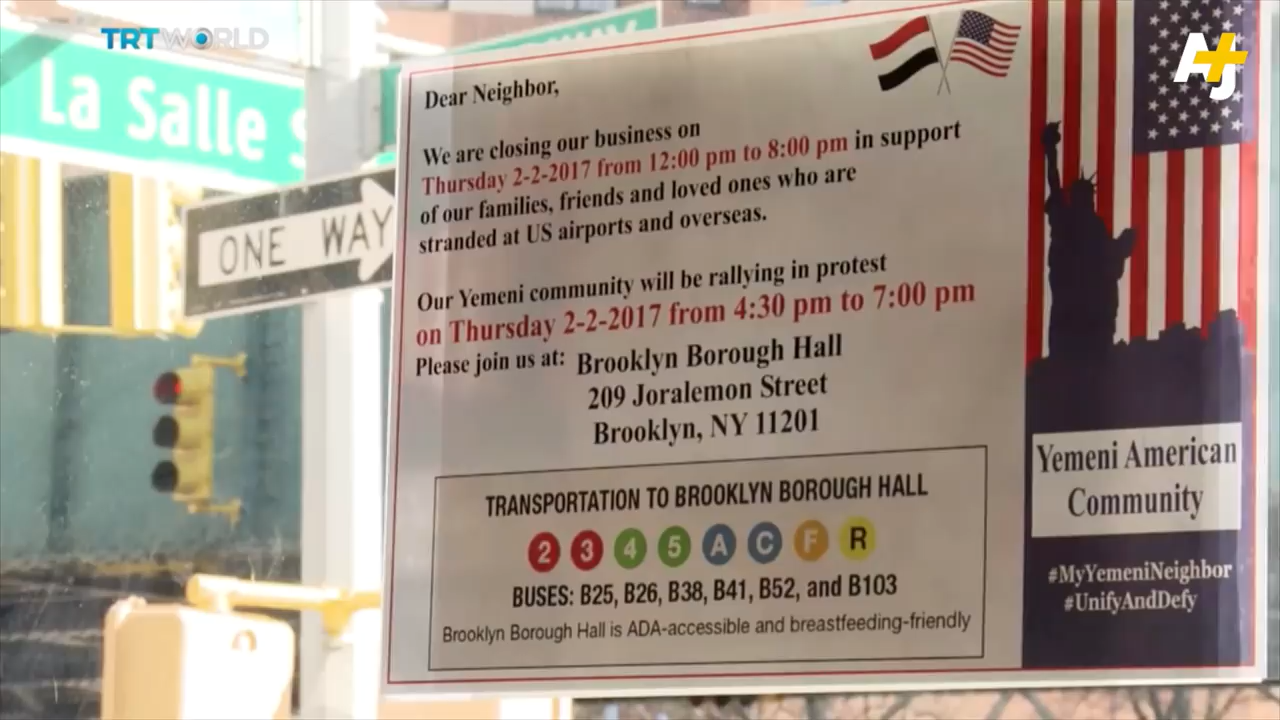 TRT WORLD
La Salle
ONE WAY
Dear Neighbor,
We are closing our business on
Thursday 2-2-2017 from 12:00 pm to 8:00 pm in support
of our families, friends and loved ones who are
stranded at US airports and overseas.
Our Yemeni community will be rallying in protest
on Thursday 2-2-2017 from 4:30 pm to 7:00 pm
Please join us at: Brooklyn Borough Hall
209 Joralemon Street
Brooklyn, NY 11201
TRANSPORTATION TO BROOKLYN BOROUGH HALL
2 3 4 5 A C F R
BUSES: B25, B26, B38, B41, B52, and B103
Brooklyn Borough Hall is ADA-accessible and breastfeeding-friendly
AJ+
Yemeni American
Community
#MyYemeniNeighbor
#UnifyAndDefy